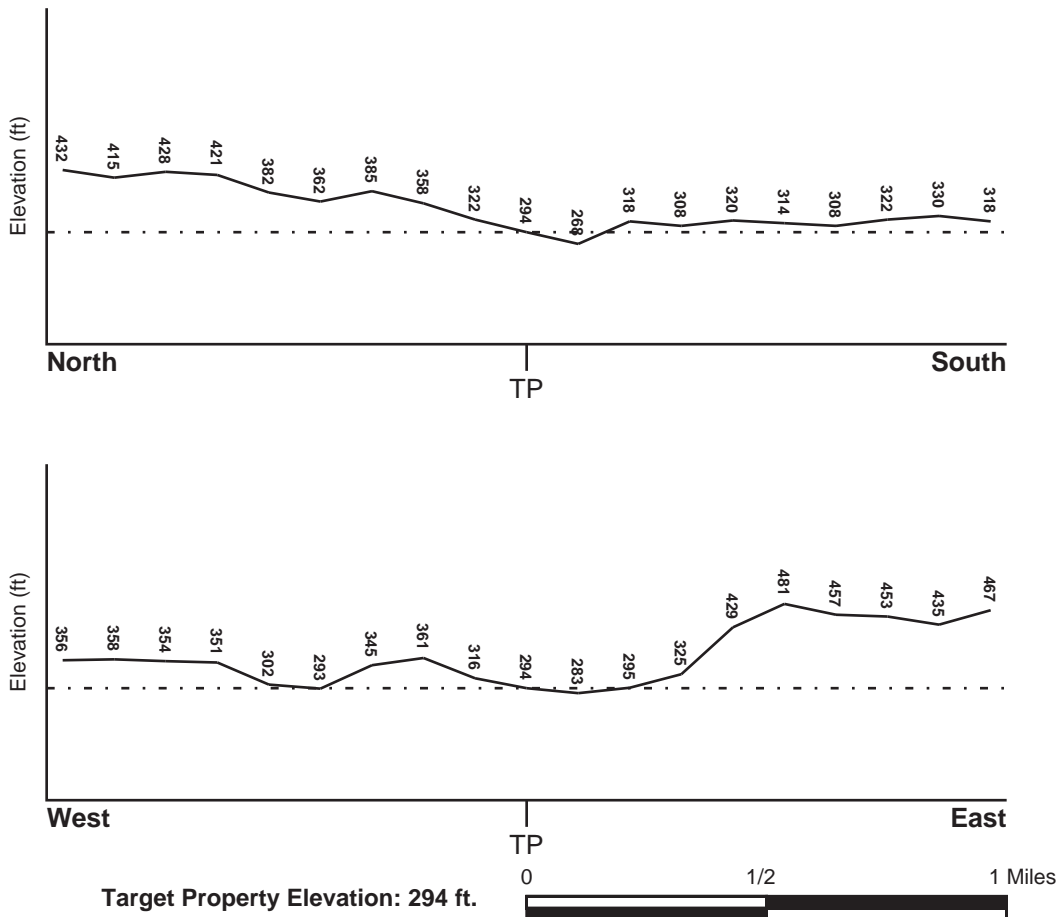 Elevation (ft)
432 415 428 421 382 362 385 358 322 294 268 318 308 320 314 308 322 330 318
North South
TP
Elevation (ft)
356 358 354 351 302 293 345 361 316 294 283 295 325 429 481 457 453 435 467
West East
TP
Target Property Elevation: 294 ft.
0 1/2 1 Miles